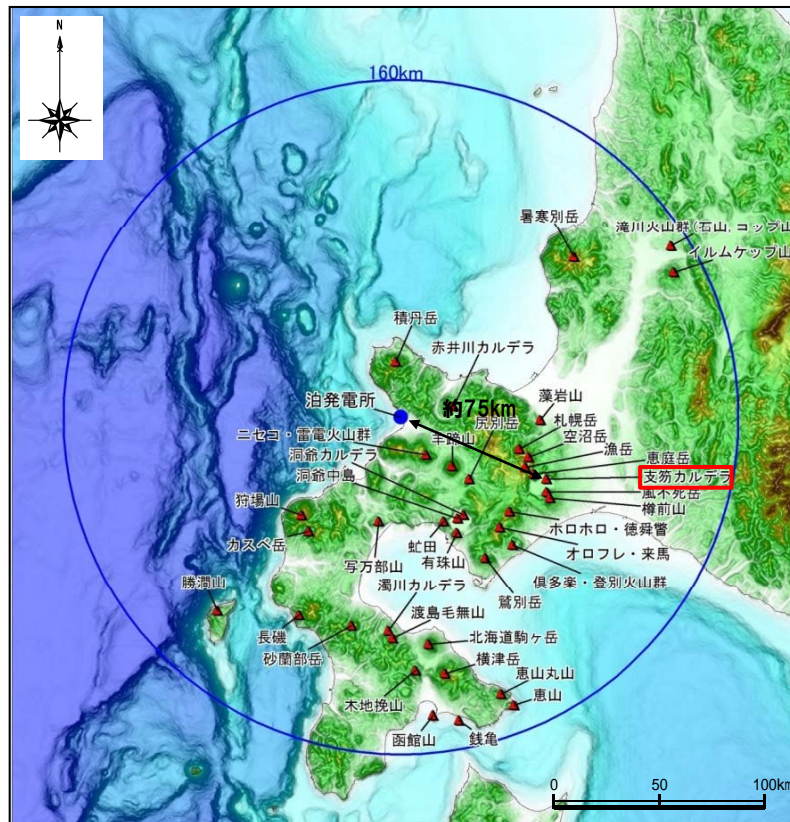 N
160km
暑寒別岳
滝川火山群(石山, コップ山
イルムケップ山
積丹岳
赤井川カルデラ
泊発電所
約75km
藻岩山
尻別岳
札幌岳
ニセコ・雷電火山群
羊蹄山
空沼岳
漁岳
洞爺カルデラ
恵庭岳
洞爺中島
支笏カルデラ
風不死岳
狩場山
樽前山
カスベ岳
ホロホロ・徳舜瞥
写万部山
虻田
有珠山
オロフレ・来馬
濁川カルデラ
鷲別岳
倶多楽・登別火山群
勝澗山
渡島毛無山
長磯
北海道駒ヶ岳
砂蘭部岳
横津岳
恵山丸山
木地挽山
恵山
函館山
銭亀
0 50 100km